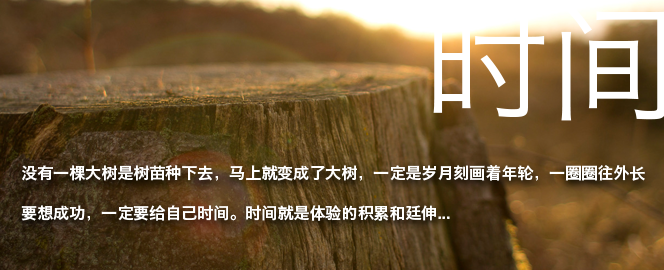 时间
没有一棵大树是树苗种下去，马上就变成了大树，一定是岁月刻画着年轮，一圈圈往外长
要想成功，一定要给自己时间。时间就是体验的积累和廷伸...